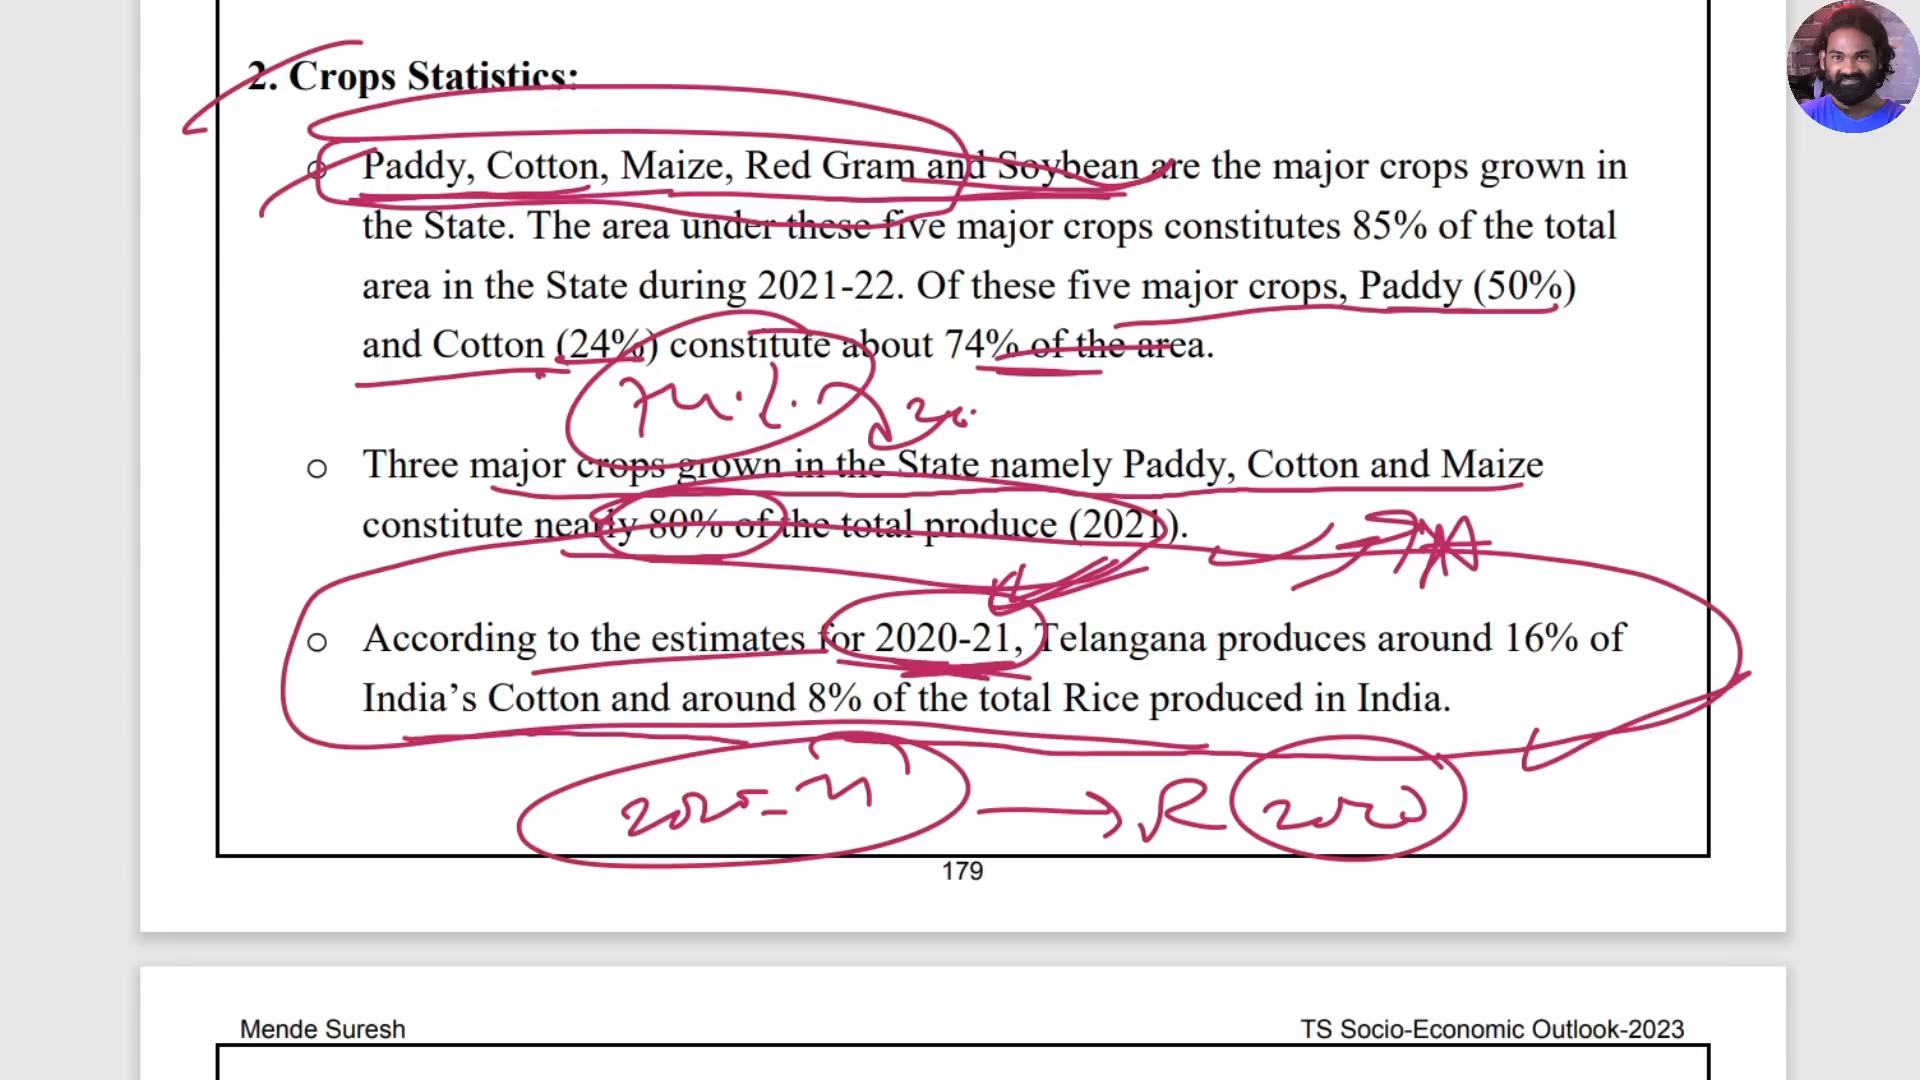 2. Crops Statistics:
o Paddy, Cotton, Maize, Red Gram and Soybean are the major crops grown in
the State. The area under these five major crops constitutes 85% of the total
area in the State during 2021-22. Of these five major crops, Paddy (50%)
and Cotton (24%) constitute about 74% of the area.
o Three major crops grown in the State namely Paddy, Cotton and Maize
constitute nearly 80% of the total produce (2021).
o According to the estimates for 2020-21, Telangana produces around 16% of
India's Cotton and around 8% of the total Rice produced in India.
R 2020
179
Mende Suresh
TS Socio-Economic Outlook-2023